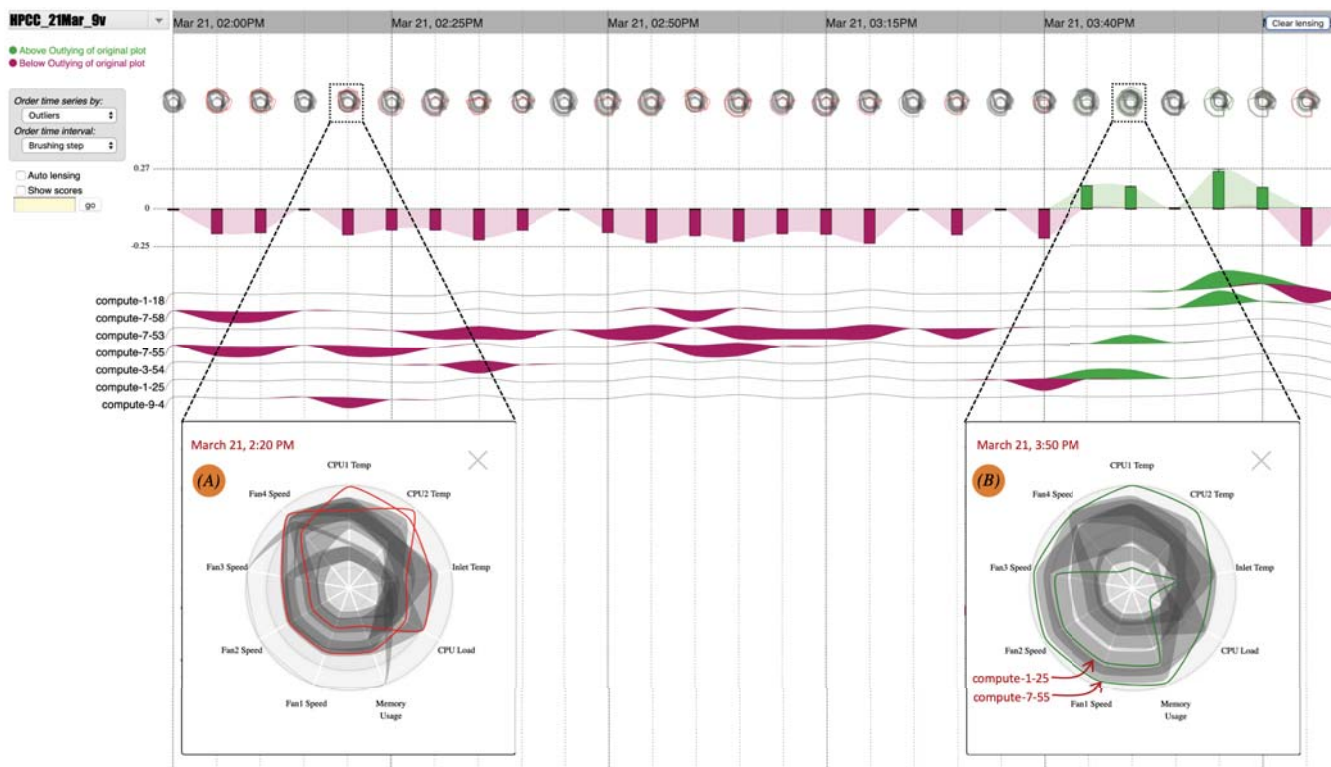 HPCC_21Mar_9v
Mar 21, 02:00PM
Mar 21, 02:25PM
Mar 21, 02:50PM
Mar 21, 03:15PM
Mar 21, 03:40PM
Clear lensing
Above Outlying of original plot
Below Outlying of original plot
Order time series by:
Outliers
Order time interval:
Brushing step
Auto lensing
Show scores
go
0.27
0
-0.25
compute-1-18
compute-7-58
compute-7-53
compute-7-55
compute-3-54
compute-1-25
compute-9-4
March 21, 2:20 PM
(A)
CPU1 Temp
CPU2 Temp
Inlet Temp
CPU Load
Memory
Usage
Fan1 Speed
Fan2 Speed
Fan3 Speed
Fan4 Speed
March 21, 3:50 PM
(B)
CPU1 Temp
CPU2 Temp
Inlet Temp
CPU Load
Memory
Usage
Fan1 Speed
Fan2 Speed
Fan3 Speed
Fan4 Speed
compute-1-25
compute-7-55